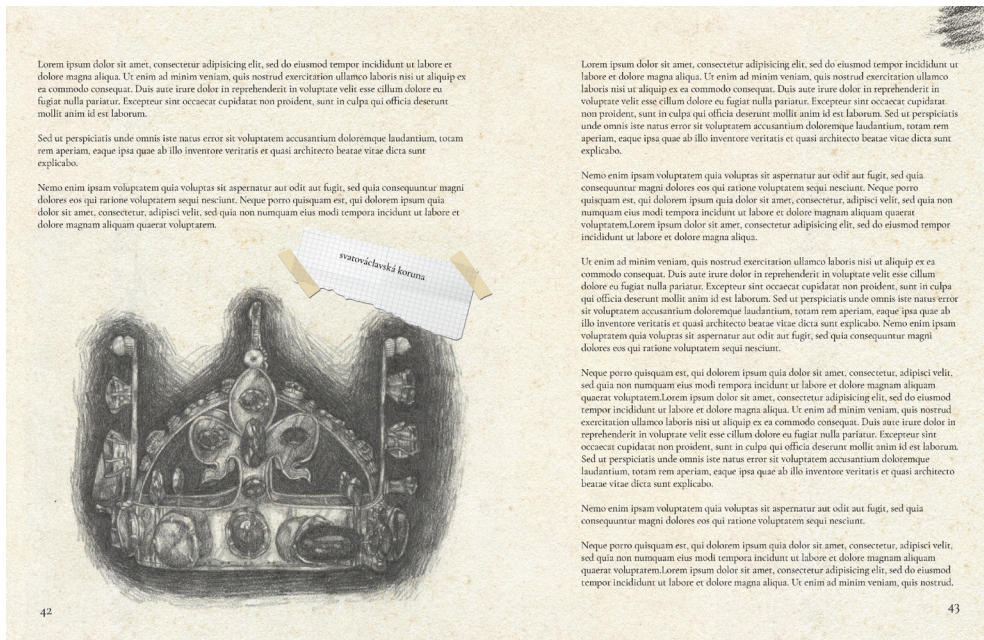 Lorem ipsum dolor sit amet, consectetur adipisicing elit, sed do eiusmod tempor incididunt ut labore et
dolore magna aliqua. Ut enim ad minim veniam, quis nostrud exercitation ullamco laboris nisi ut aliquip ex
ea commodo consequat. Duis aute irure dolor in reprehenderit in voluptate velit esse cillum dolore eu
fugiat nulla pariatur. Excepteur sint occaecat cupidatat non proident, sunt in culpa qui officia deserunt
mollit anim id est laborum.
Sed ut perspiciatis unde omnis iste natus error sit voluptatem accusantium doloremque laudantium, totam
rem aperiam, eaque ipsa quae ab illo inventore veritatis et quasi architecto beatae vitae dicta sunt
explicabo.
Nemo enim ipsam voluptatem quia voluptas sit aspernatur aut odit aut fugit, sed quia consequuntur magni
dolores eos qui ratione voluptatem sequi nesciunt. Neque porro quisquam est, qui dolorem ipsum quia
dolor sit amet, consectetur, adipisci velit, sed quia non numquam eius modi tempora incidunt ut labore et
dolore magnam aliquam quaerat voluptatem.
svatováclavská koruna
42
Lorem ipsum dolor sit amet, consectetur adipisicing elit, sed do eiusmod tempor incididunt ut
labore et dolore magna aliqua. Ut enim ad minim veniam, quis nostrud exercitation ullamco
laboris nisi ut aliquip ex ea commodo consequat. Duis aute irure dolor in reprehenderit in
voluptate velit esse cillum dolore eu fugiat nulla pariatur. Excepteur sint occaecat cupidatat
non proident, sunt in culpa qui officia deserunt mollit anim id est laborum. Sed ut perspiciatis
unde omnis iste natus error sit voluptatem accusantium doloremque laudantium, totam rem
aperiam, eaque ipsa quae ab illo inventore veritatis et quasi architecto beatae vitae dicta sunt
explicabo.
Nemo enim ipsam voluptatem quia voluptas sit aspernatur aut odit aut fugit, sed quia
consequuntur magni dolores eos qui ratione voluptatem sequi nesciunt. Neque porro
quisquam est, qui dolorem ipsum quia dolor sit amet, consectetur, adipisci velit, sed quia non
numquam eius modi tempora incidunt ut labore et dolore magnam aliquam quaerat
voluptatem.Lorem ipsum dolor sit amet, consectetur adipisicing elit, sed do eiusmod tempor
incididunt ut labore et dolore magna aliqua.
Ut enim ad minim veniam, quis nostrud exercitation ullamco laboris nisi ut aliquip ex ea
commodo consequat. Duis aute irure dolor in reprehenderit in voluptate velit esse cillum
dolore eu fugiat nulla pariatur. Excepteur sint occaecat cupidatat non proident, sunt in culpa
qui officia deserunt mollit anim id est laborum. Sed ut perspiciatis unde omnis iste natus error
sit voluptatem accusantium doloremque laudantium, totam rem aperiam, eaque ipsa quae ab
illo inventore veritatis et quasi architecto beatae vitae dicta sunt explicabo. Nemo enim ipsam
voluptatem quia voluptas sit aspernatur aut odit aut fugit, sed quia consequuntur magni
dolores eos qui ratione voluptatem sequi nesciunt.
Neque porro quisquam est, qui dolorem ipsum quia dolor sit amet, consectetur, adipisci velit,
sed quia non numquam eius modi tempora incidunt ut labore et dolore magnam aliquam
quaerat voluptatem.Lorem ipsum dolor sit amet, consectetur adipisicing elit, sed do eiusmod
tempor incididunt ut labore et dolore magna aliqua. Ut enim ad minim veniam, quis nostrud
exercitation ullamco laboris nisi ut aliquip ex ea commodo consequat. Duis aute irure dolor in
reprehenderit in voluptate velit esse cillum dolore eu fugiat nulla pariatur. Excepteur sint
occaecat cupidatat non proident, sunt in culpa qui officia deserunt mollit anim id est laborum.
Sed ut perspiciatis unde omnis iste natus error sit voluptatem accusantium doloremque
laudantium, totam rem aperiam, eaque ipsa quae ab illo inventore veritatis et quasi architecto
beatae vitae dicta sunt explicabo.
Nemo enim ipsam voluptatem quia voluptas sit aspernatur aut odit aut fugit, sed quia
consequuntur magni dolores eos qui ratione voluptatem sequi nesciunt.
Neque porro quisquam est, qui dolorem ipsum quia dolor sit amet, consectetur, adipisci velit,
sed quia non numquam eius modi tempora incidunt ut labore et dolore magnam aliquam
quaerat voluptatem.Lorem ipsum dolor sit amet, consectetur adipisicing elit, sed do eiusmod
tempor incididunt ut labore et dolore magna aliqua. Ut enim ad minim veniam, quis nostrud.
43